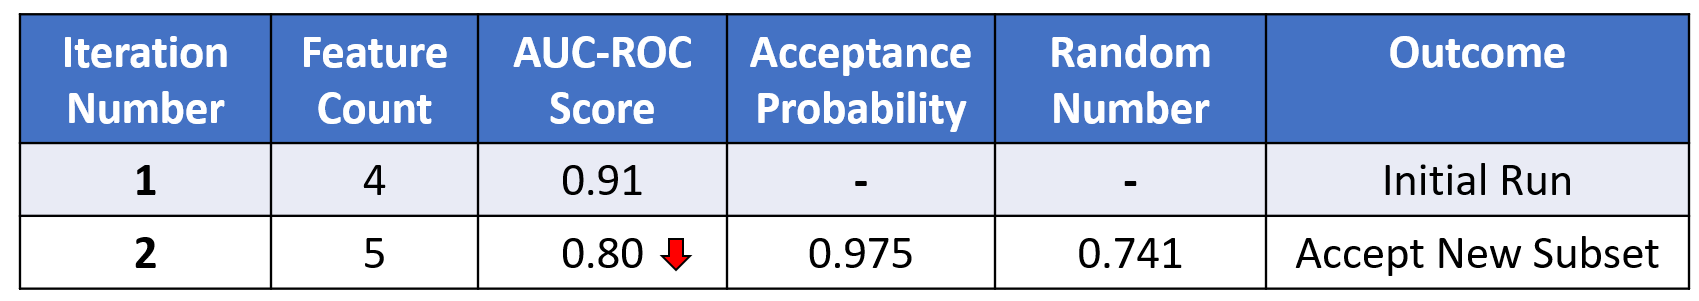 Iteration Number Feature Count AUC-ROC Score Acceptance Probability Random Number Outcome
1 4 0.91 - - Initial Run
2 5 0.80 0.975 0.741 Accept New Subset